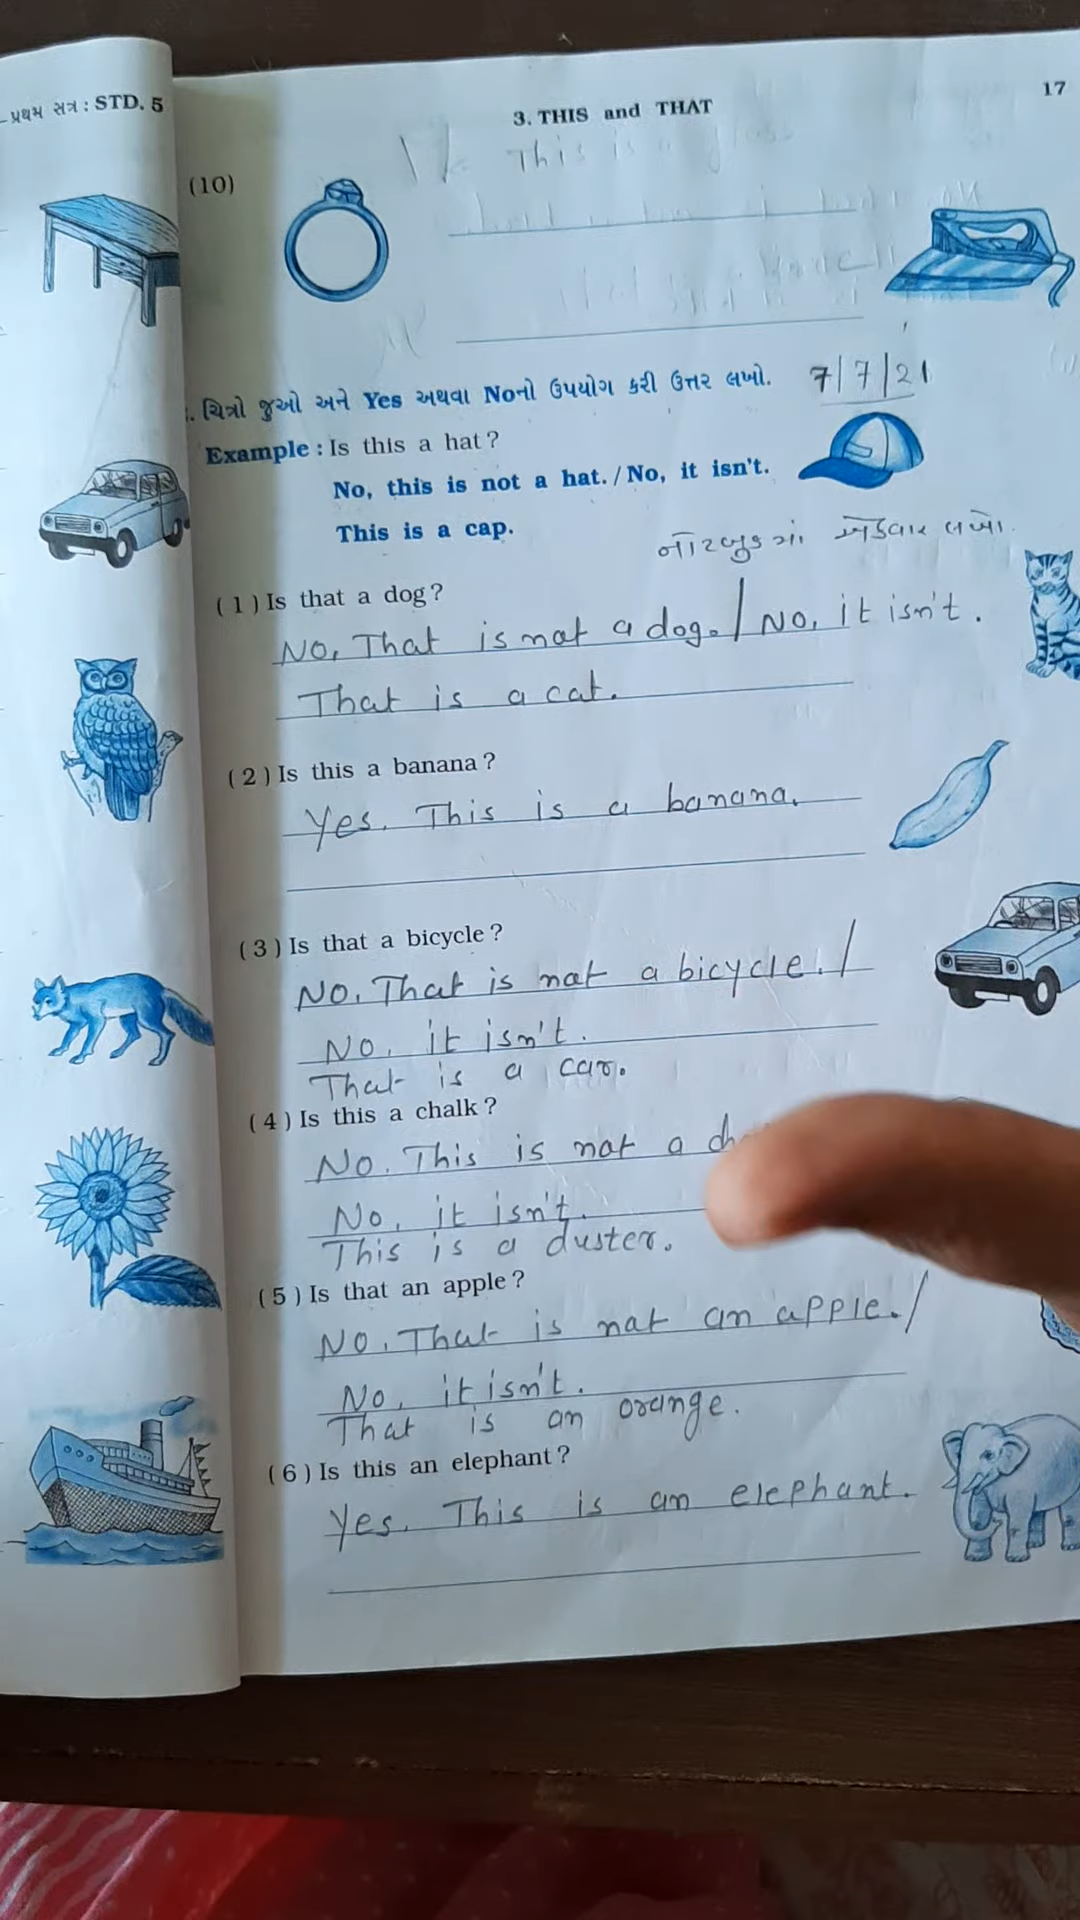 - પ્રથમ સત્ર : STD. 5
3. THIS and THAT
17
This is a
(10)
. ચિત્રો જુઓ અને Yes અથવા Noનો ઉપયોગ કરી ઉત્તર લખો.
7/7/21
Example : Is this a hat ?
No, this is not a hat. / No, it isn't.
This is a cap.
નોટબુકમાં એકવાર લખો.
( 1 ) Is that a dog ?
No, That is not a dog. / No, it isn't.
That is a cat.
( 2 ) Is this a banana ?
Yes, This is a banana.
( 3 ) Is that a bicycle ?
No, That is not a bicycle. /
No, it isn't.
That is a car.
( 4 ) Is this a chalk ?
No, This is not a
No, it isn't.
This is a duster.
( 5 ) Is that an apple ?
No, That is not an apple. /
No, it isn't.
That is an orange.
( 6 ) Is this an elephant ?
Yes, This is an elephant.